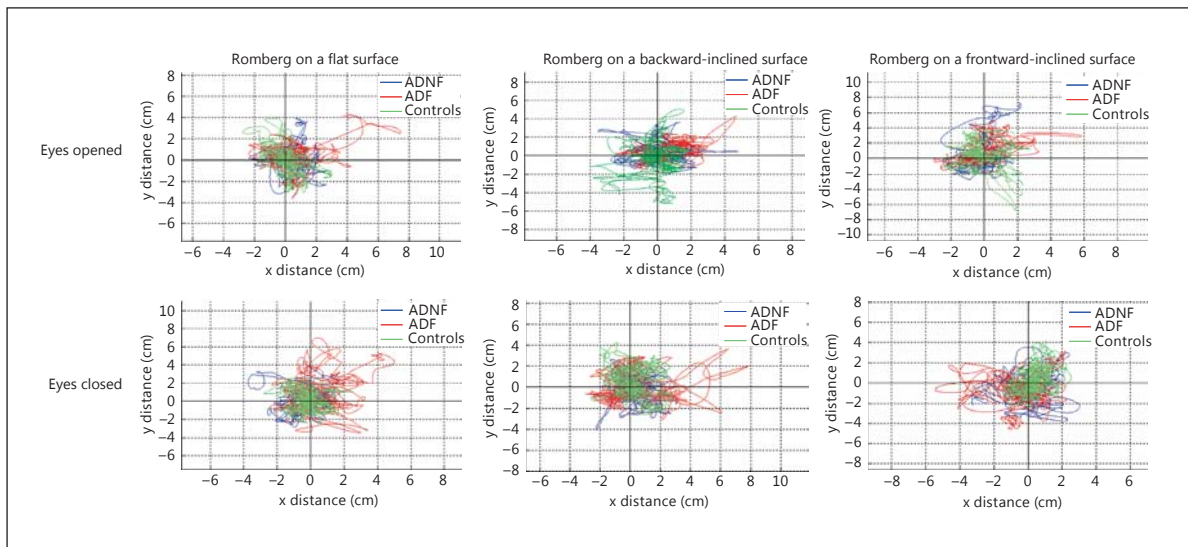 Romberg on a flat surface
Romberg on a backward-inclined surface
Romberg on a frontward-inclined surface
Eyes opened
y distance (cm)
8
6
4
2
0
−2
−4
−6
−6 −4 −2 0 2 4 6 8 10
x distance (cm)
ADNF
ADF
Controls
y distance (cm)
8
6
4
2
0
−2
−4
−6
−8
−6 −4 −2 0 2 4 6 8
x distance (cm)
ADNF
ADF
Controls
y distance (cm)
10
8
6
4
2
0
−2
−4
−6
−8
−10
−6 −4 −2 0 2 4 6 8
x distance (cm)
ADNF
ADF
Controls
Eyes closed
y distance (cm)
10
8
6
4
2
0
−2
−4
−6
−6 −4 −2 0 2 4 6 8
x distance (cm)
ADNF
ADF
Controls
y distance (cm)
8
6
4
2
0
−2
−4
−6
−8
−6 −4 −2 0 2 4 6 8 10
x distance (cm)
ADNF
ADF
Controls
y distance (cm)
8
6
4
2
0
−2
−4
−6
−8
−8 −6 −4 −2 0 2 4 6
x distance (cm)
ADNF
ADF
Controls